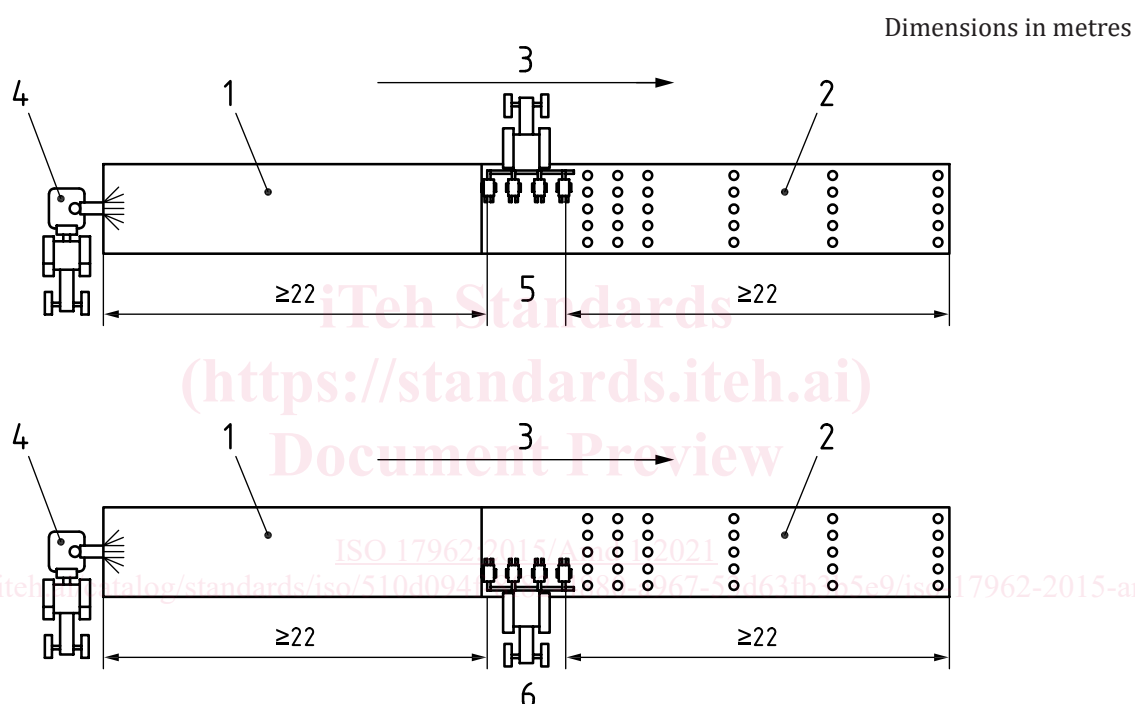 Dimensions in metres
3
4 1 2
≥22 5 ≥22
iTeh Standards
(https://standards.iteh.ai)
4 1 3 2
Document Preview
ISO 17962:2015/Amd 1:2021
≥22 ≥22
6